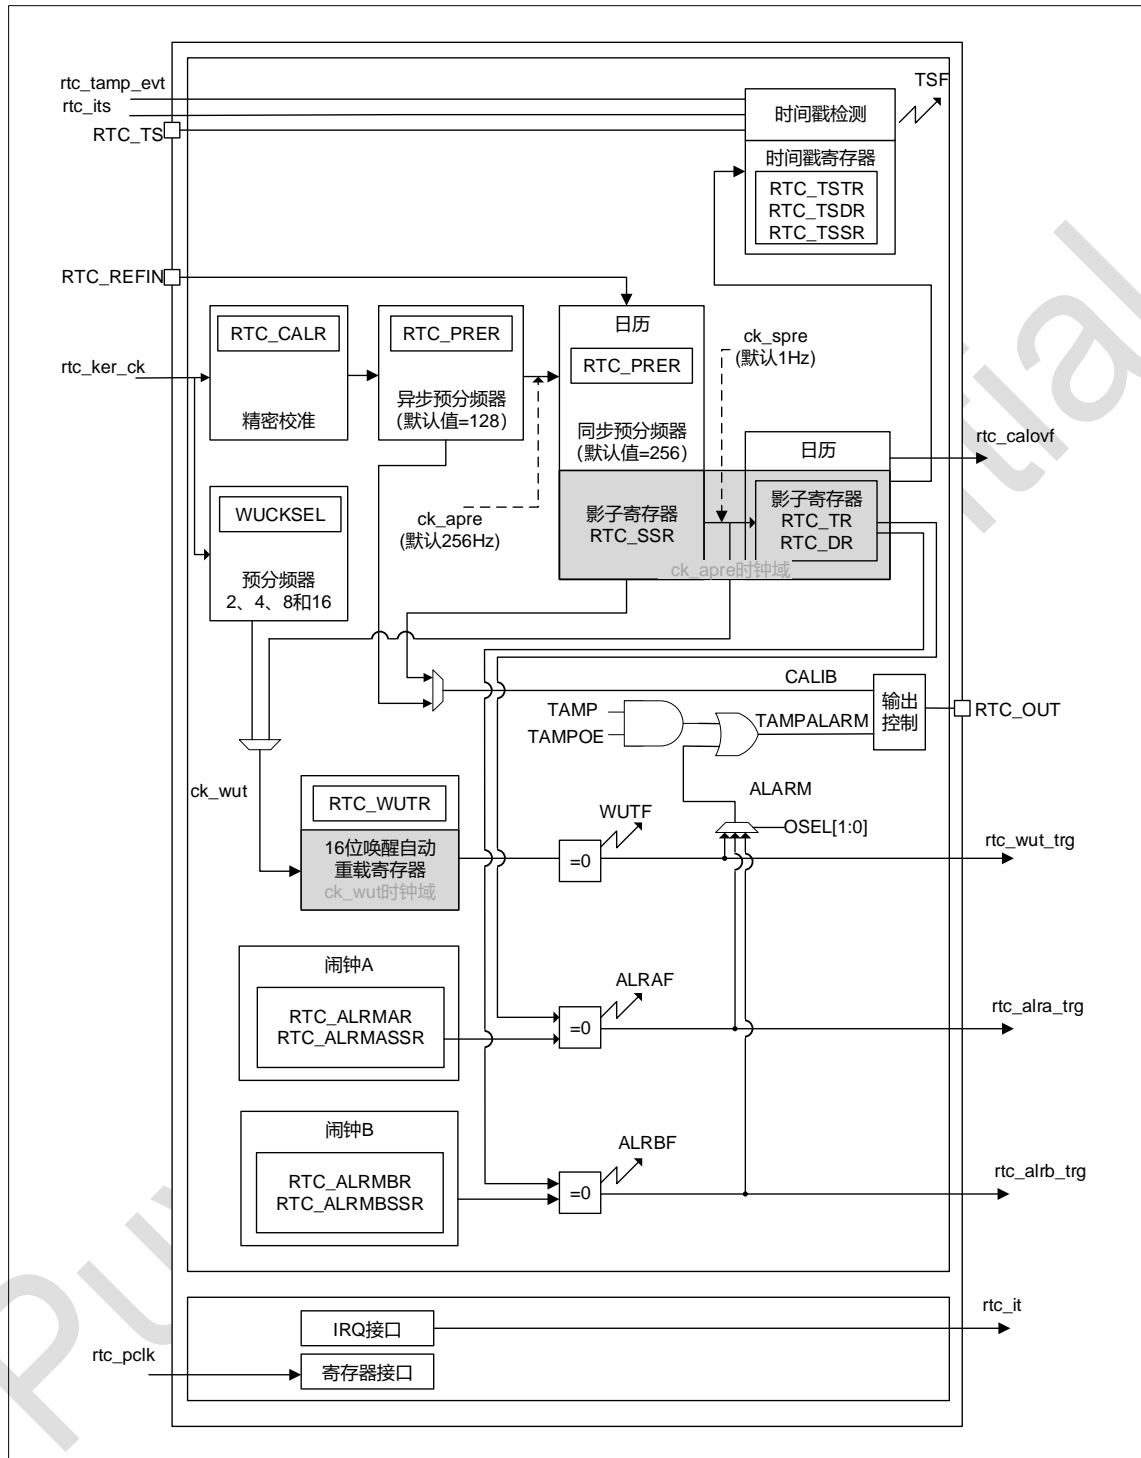 rtc_tamp_evt
rtc_its
RTC_TS
TSF
时间戳检测
时间戳寄存器
RTC_TSTR
RTC_TSDR
RTC_TSSR
RTC_REFIN
rtc_ker_ck
RTC_CALR
精密校准
RTC_PRER
异步预分频器
(默认值=128)
日历
RTC_PRER
同步预分频器
(默认值=256)
ck_spre
(默认1Hz)
rtc_calovf
日历
影子寄存器
RTC_SSR
影子寄存器
RTC_TR
RTC_DR
ck_apre时钟域
ck_apre
(默认256Hz)
WUCKSEL
预分频器
2、4、8和16
CALIB
TAMP
TAMPOE
TAMPALARM
输出
控制
RTC_OUT
ck_wut
ALARM
OSEL[1:0]
RTC_WUTR
16位唤醒自动
重载寄存器
ck_wut时钟域
=0
WUTF
rtc_wut_trg
闹钟A
RTC_ALRMAR
RTC_ALRMASSR
=0
ALRAF
rtc_alra_trg
闹钟B
RTC_ALRMBR
RTC_ALRMBSSR
=0
ALRBF
rtc_alrb_trg
IRQ接口
rtc_it
rtc_pclk
寄存器接口